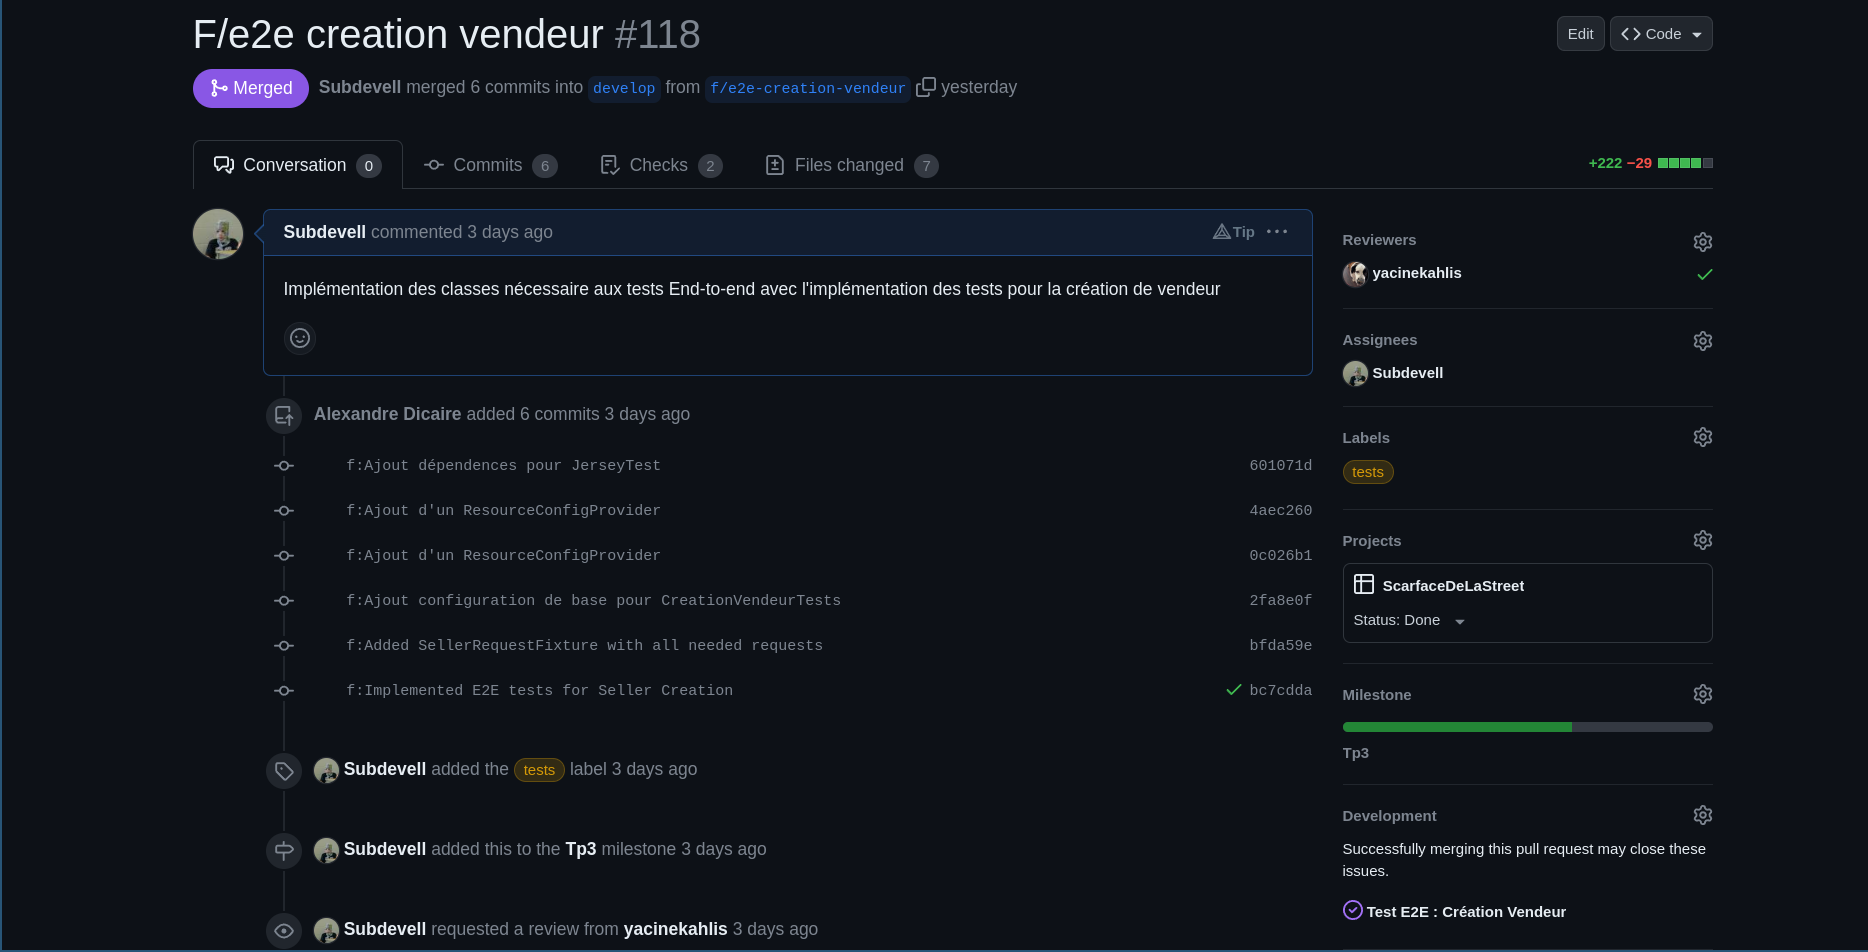 F/e2e creation vendeur #118
Edit
Code
Merged
Subdevell merged 6 commits into develop from f/e2e-creation-vendeur yesterday
Conversation 0
Commits 6
Checks 2
Files changed 7
+222 −29
Subdevell commented 3 days ago
Tip
Implémentation des classes nécessaire aux tests End-to-end avec l'implémentation des tests pour la création de vendeur
Alexandre Dicaire added 6 commits 3 days ago
f:Ajout dépendences pour JerseyTest 601071d
f:Ajout d'un ResourceConfigProvider 4aec260
f:Ajout d'un ResourceConfigProvider 0c026b1
f:Ajout configuration de base pour CreationVendeurTests 2fa8e0f
f:Added SellerRequestFixture with all needed requests bfda59e
f:Implemented E2E tests for Seller Creation bc7cdda
Subdevell added the tests label 3 days ago
Subdevell added this to the Tp3 milestone 3 days ago
Subdevell requested a review from yacinekahlis 3 days ago
Reviewers
yacinekahlis
Assignees
Subdevell
Labels
tests
Projects
ScarfaceDeLaStreet
Status: Done
Milestone
Tp3
Development
Successfully merging this pull request may close these
issues.
Test E2E : Création Vendeur